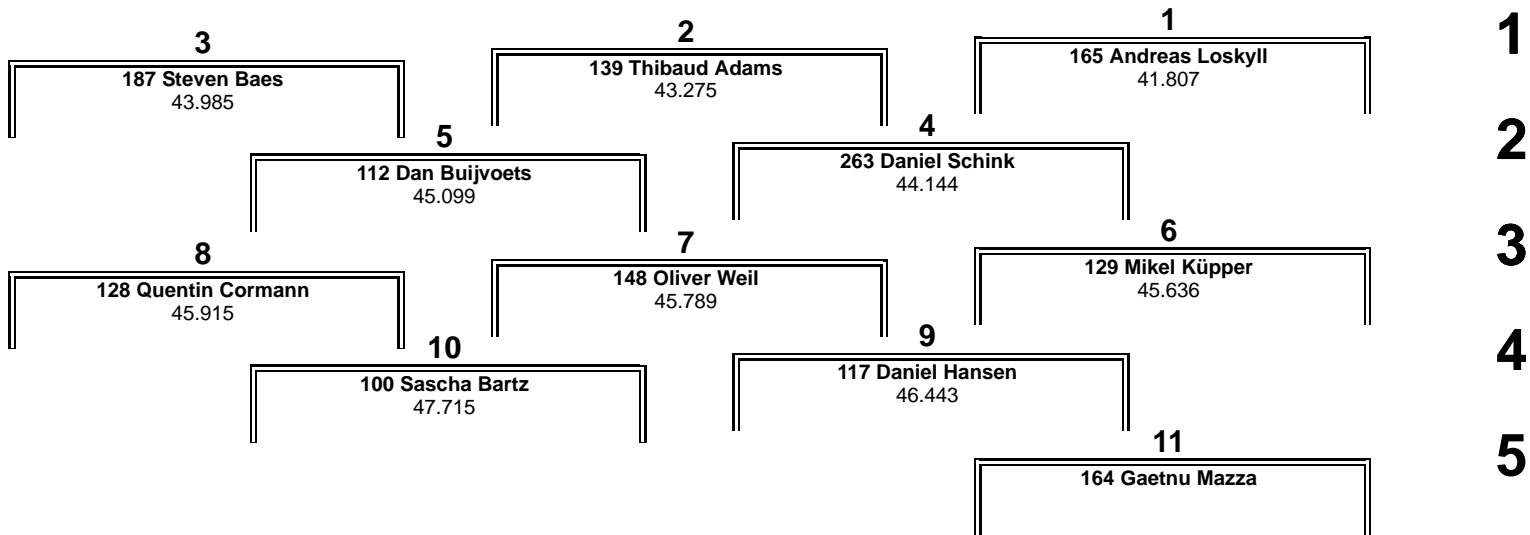 3 2 1 1
187 Steven Baes 139 Thibaud Adams 165 Andreas Loskyll
43.985 43.275 41.807
5 4 2
112 Dan Buijvoets 263 Daniel Schink
45.099 44.144
8 7 6 3
128 Quentin Cormann 148 Oliver Weil 129 Mikel Küpper
45.915 45.789 45.636
10 9 4
100 Sascha Bartz 117 Daniel Hansen
47.715 46.443
11 5
164 Gaetnu Mazza